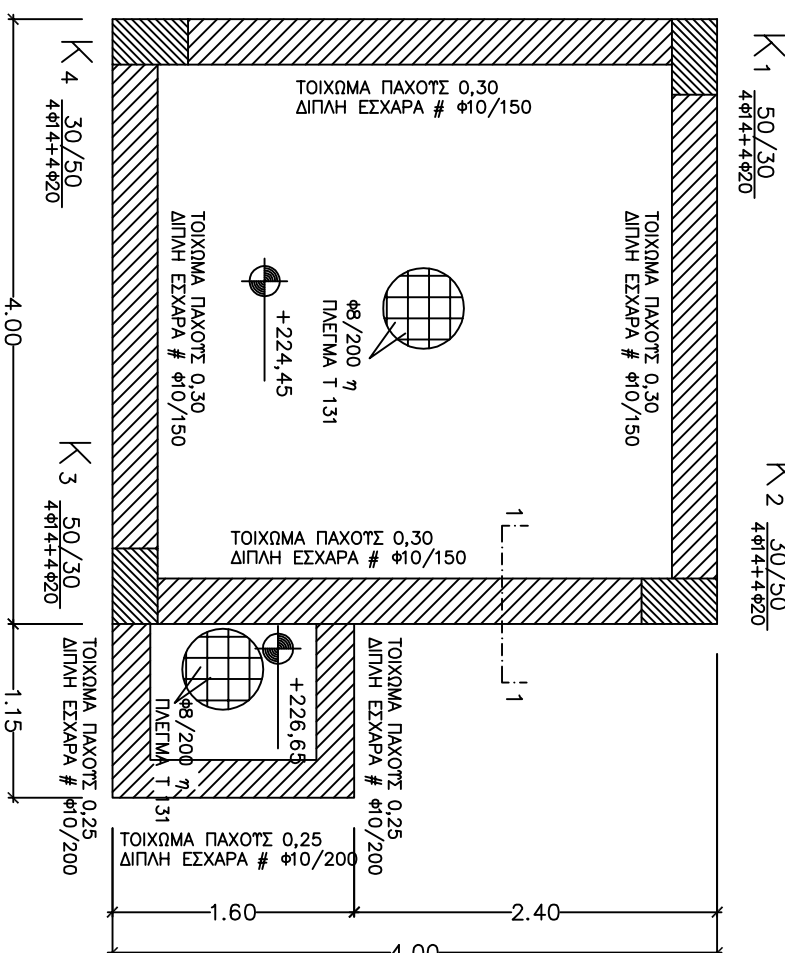 K 1 50/30
4Φ14+4Φ20
K 2 30/50
4Φ14+4Φ20
K 4 30/50
4Φ14+4Φ20
K 3 50/30
4Φ14+4Φ20
ΤΟΙΧΩΜΑ ΠΑΧΟΥΣ 0,30
ΔΙΠΛΗ ΕΣΧΑΡΑ # Φ10/150
ΤΟΙΧΩΜΑ ΠΑΧΟΥΣ 0,30
ΔΙΠΛΗ ΕΣΧΑΡΑ # Φ10/150
ΤΟΙΧΩΜΑ ΠΑΧΟΥΣ 0,30
ΔΙΠΛΗ ΕΣΧΑΡΑ # Φ10/150
Φ8/200 η
ΠΛΕΓΜΑ Τ 131
+224,45
ΤΟΙΧΩΜΑ ΠΑΧΟΥΣ 0,30
ΔΙΠΛΗ ΕΣΧΑΡΑ # Φ10/150
1
1
4.00
1.15
+226,65
Φ8/200 η
ΠΛΕΓΜΑ Τ 131
ΤΟΙΧΩΜΑ ΠΑΧΟΥΣ 0,25
ΔΙΠΛΗ ΕΣΧΑΡΑ # Φ10/200
ΤΟΙΧΩΜΑ ΠΑΧΟΥΣ 0,25
ΔΙΠΛΗ ΕΣΧΑΡΑ # Φ10/200
ΤΟΙΧΩΜΑ ΠΑΧΟΥΣ 0,25
ΔΙΠΛΗ ΕΣΧΑΡΑ # Φ10/200
1.60
2.40
4.00